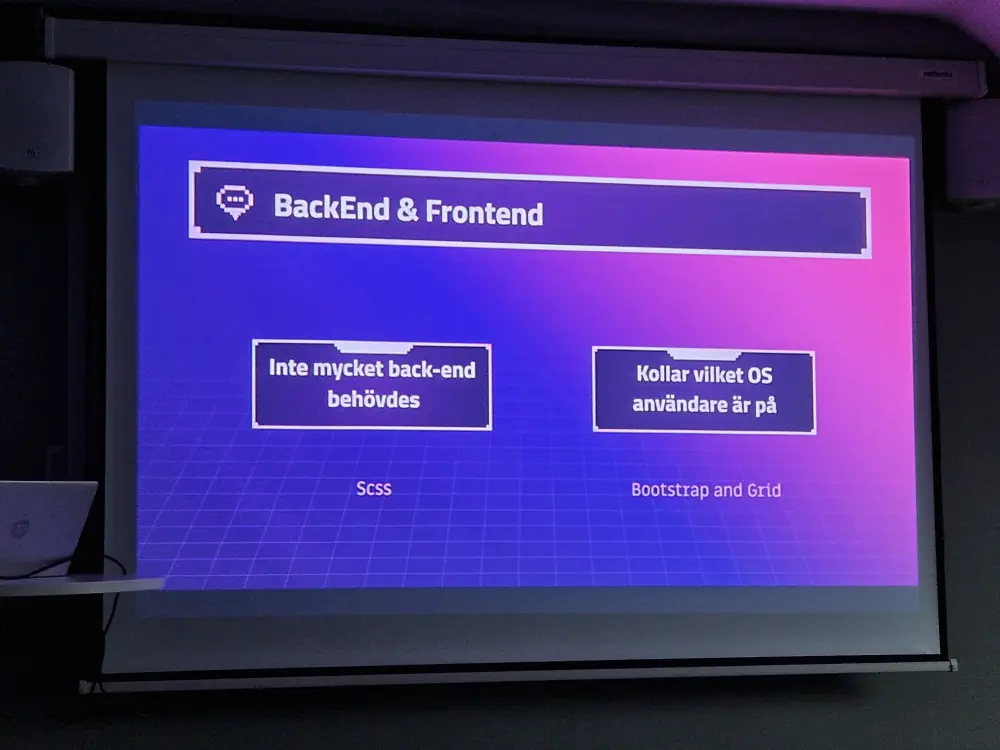 BackEnd & Frontend
Inte mycket back-end
behövdes
Kollar vilket OS
användare är på
Scss
Bootstrap and Grid